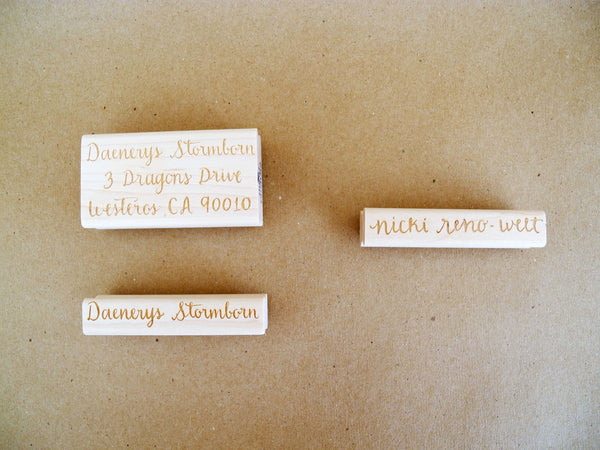 Daenerys Stormborn
3 Dragons Drive
Westeros, CA 90010
Daenerys Stormborn
nicki reno-welt